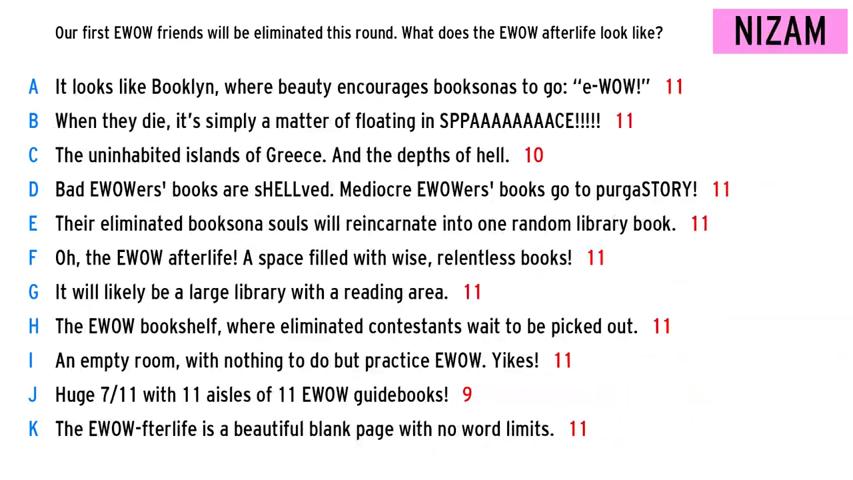 Our first EWOW friends will be eliminated this round. What does the EWOW afterlife look like?
NIZAM
A It looks like Booklyn, where beauty encourages booksonas to go: “e-WOW!” 11
B When they die, it’s simply a matter of floating in SPPAAAAAAAACE!!!!! 11
C The uninhabited islands of Greece. And the depths of hell. 10
D Bad EWOWers' books are sHELLved. Mediocre EWOWers' books go to purgaSTORY! 11
E Their eliminated booksona souls will reincarnate into one random library book. 11
F Oh, the EWOW afterlife! A space filled with wise, relentless books! 11
G It will likely be a large library with a reading area. 11
H The EWOW bookshelf, where eliminated contestants wait to be picked out. 11
I An empty room, with nothing to do but practice EWOW. Yikes! 11
J Huge 7/11 with 11 aisles of 11 EWOW guidebooks! 9
K The EWOW-fterlife is a beautiful blank page with no word limits. 11